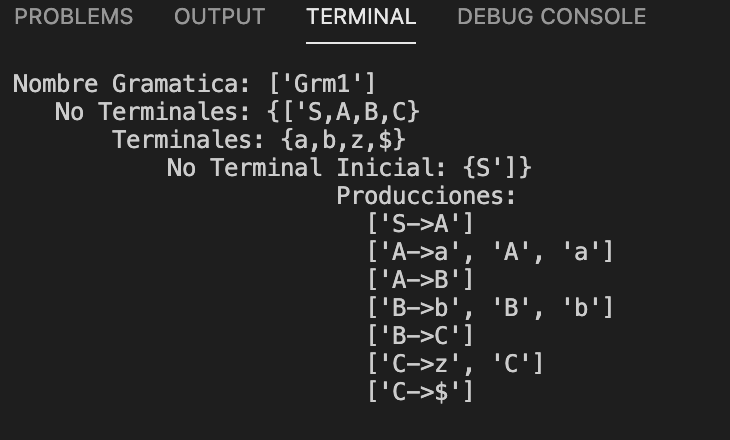 PROBLEMS OUTPUT TERMINAL DEBUG CONSOLE
Nombre Gramatica: ['Grm1']
No Terminales: {['S,A,B,C}
Terminales: {a,b,z,$}
No Terminal Inicial: {S']}
Producciones:
['S->A']
['A->a', 'A', 'a']
['A->B']
['B->b', 'B', 'b']
['B->C']
['C->z', 'C']
['C->$']